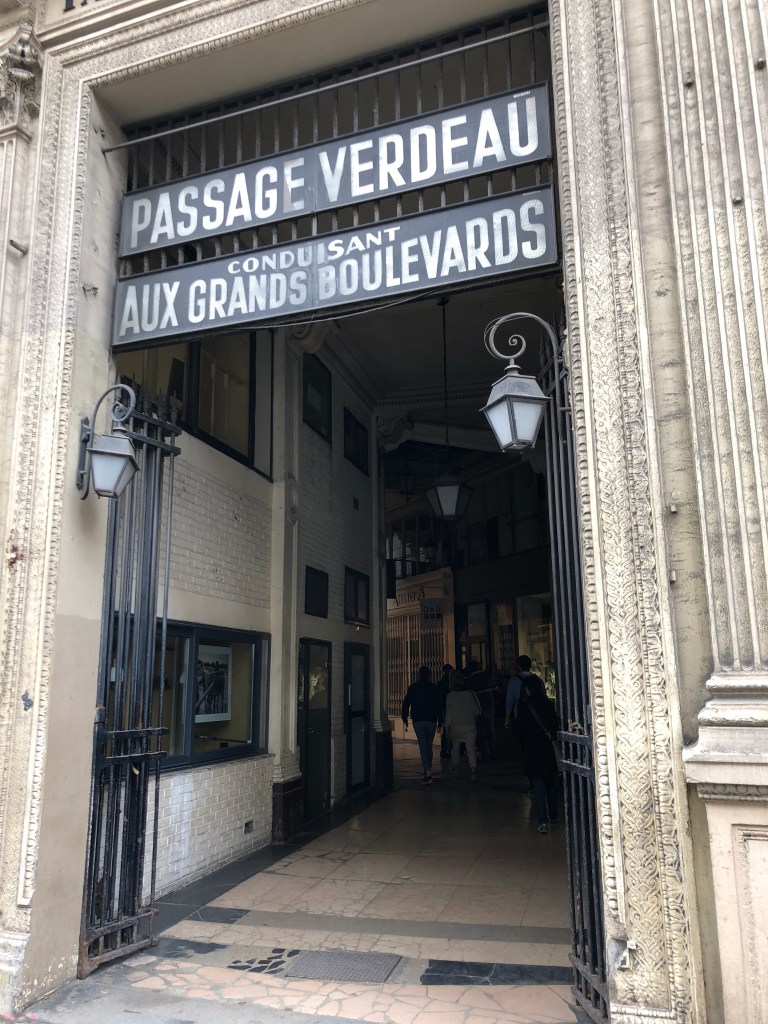 PASSAGE VERDEAU
CONDUISANT
AUX GRANDS BOULEVARDS